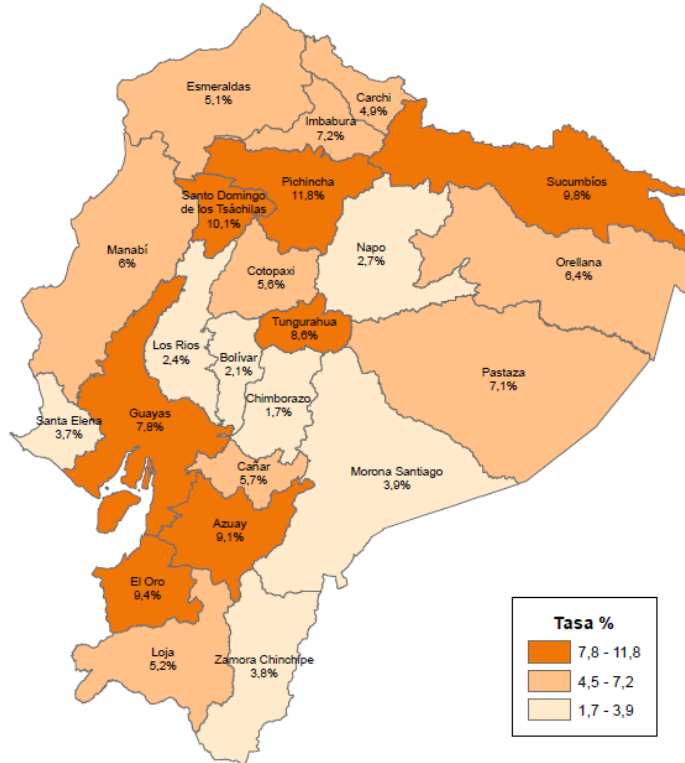 Esmeraldas
5,1%
Carchi
4,9%
Imbabura
7,2%
Pichincha
11,8%
Sucumbíos
9,8%
Santo Domingo
de los Tsáchilas
10,1%
Napo
2,7%
Manabí
6%
Orellana
6,4%
Cotopaxi
5,6%
Tungurahua
8,6%
Los Rios
2,4%
Bolívar
2,1%
Pastaza
7,1%
Chimborazo
1,7%
Santa Elena
3,7%
Guayas
7,8%
Cañar
5,7%
Morona Santiago
3,9%
Azuay
9,1%
El Oro
9,4%
Loja
5,2%
Zamora Chinchipe
3,8%
Tasa %
7,8 - 11,8
4,5 - 7,2
1,7 - 3,9